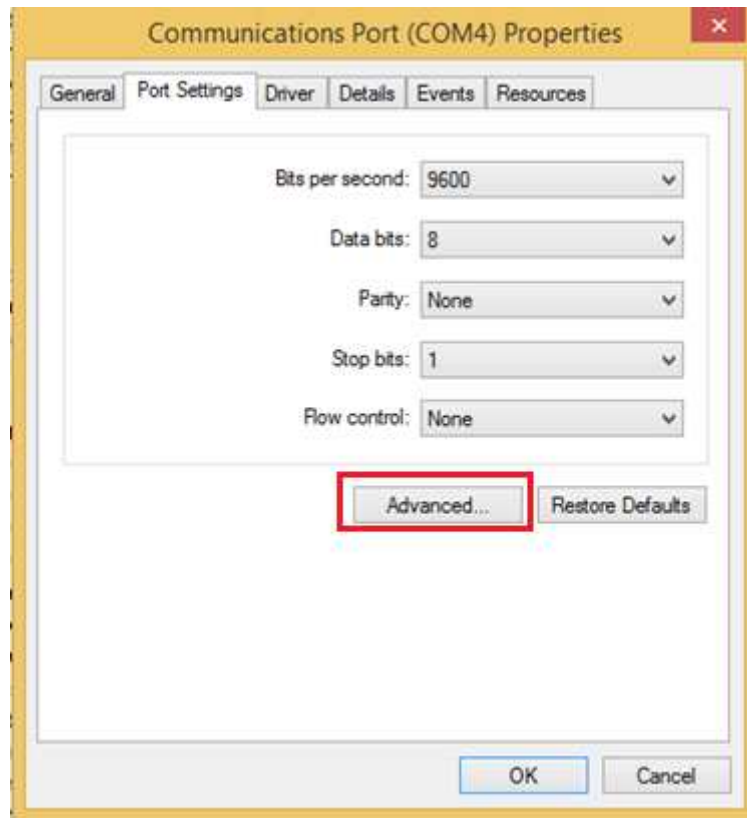 Communications Port (COM4) Properties
General Port Settings Driver Details Events Resources
Bits per second: 9600
Data bits: 8
Parity: None
Stop bits: 1
Flow control: None
Advanced... Restore Defaults
OK Cancel